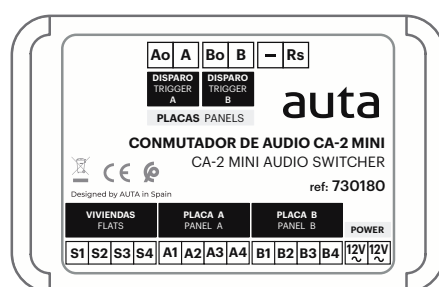 Ao A Bo B – Rs
DISPARO DISPARO
TRIGGER TRIGGER
A B
PLACAS PANELS
auta
CONMUTADOR DE AUDIO CA-2 MINI
CA-2 MINI AUDIO SWITCHER
CE
Designed by AUTA in Spain
ref: 730180
VIVIENDAS PLACA A PLACA B
FLATS PANEL A PANEL B POWER
S1 S2 S3 S4 A1 A2 A3 A4 B1 B2 B3 B4 12V~ 12V~